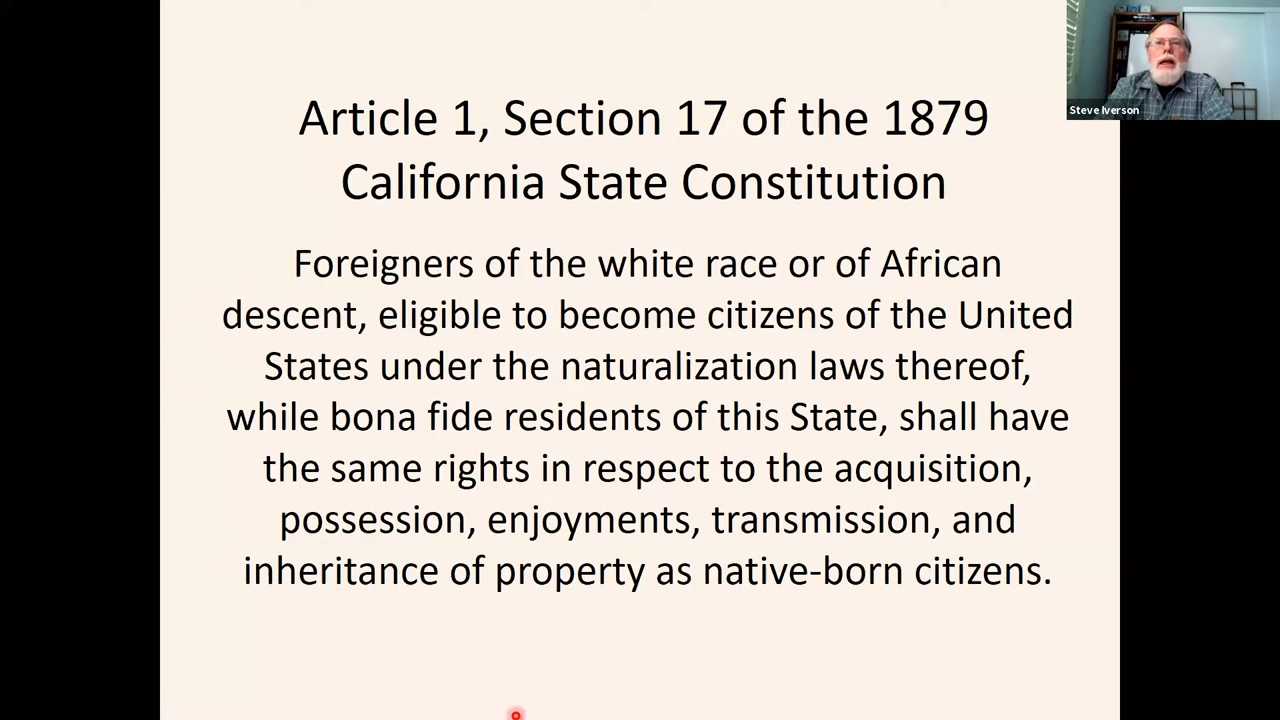 Article 1, Section 17 of the 1879
California State Constitution
Foreigners of the white race or of African
descent, eligible to become citizens of the United
States under the naturalization laws thereof,
while bona fide residents of this State, shall have
the same rights in respect to the acquisition,
possession, enjoyments, transmission, and
inheritance of property as native-born citizens.
Steve Iverson